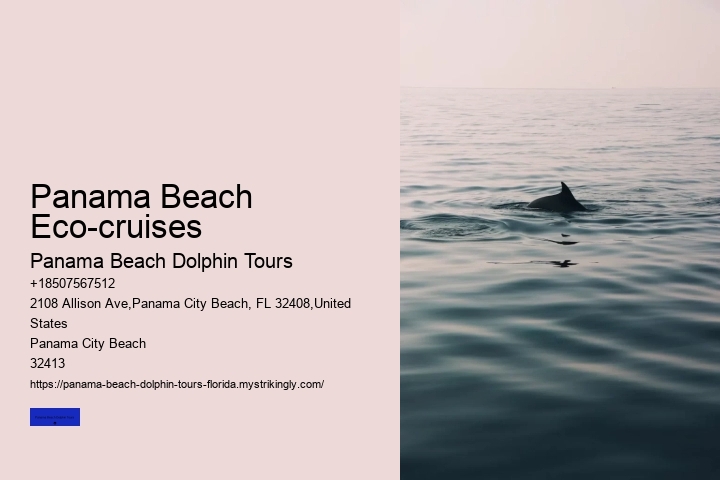 Panama Beach
Eco-cruises
Panama Beach Dolphin Tours
+18507567512
2108 Allison Ave,Panama City Beach, FL 32408,United
States
Panama City Beach
32413
https://panama-beach-dolphin-tours-florida.mystrikingly.com/